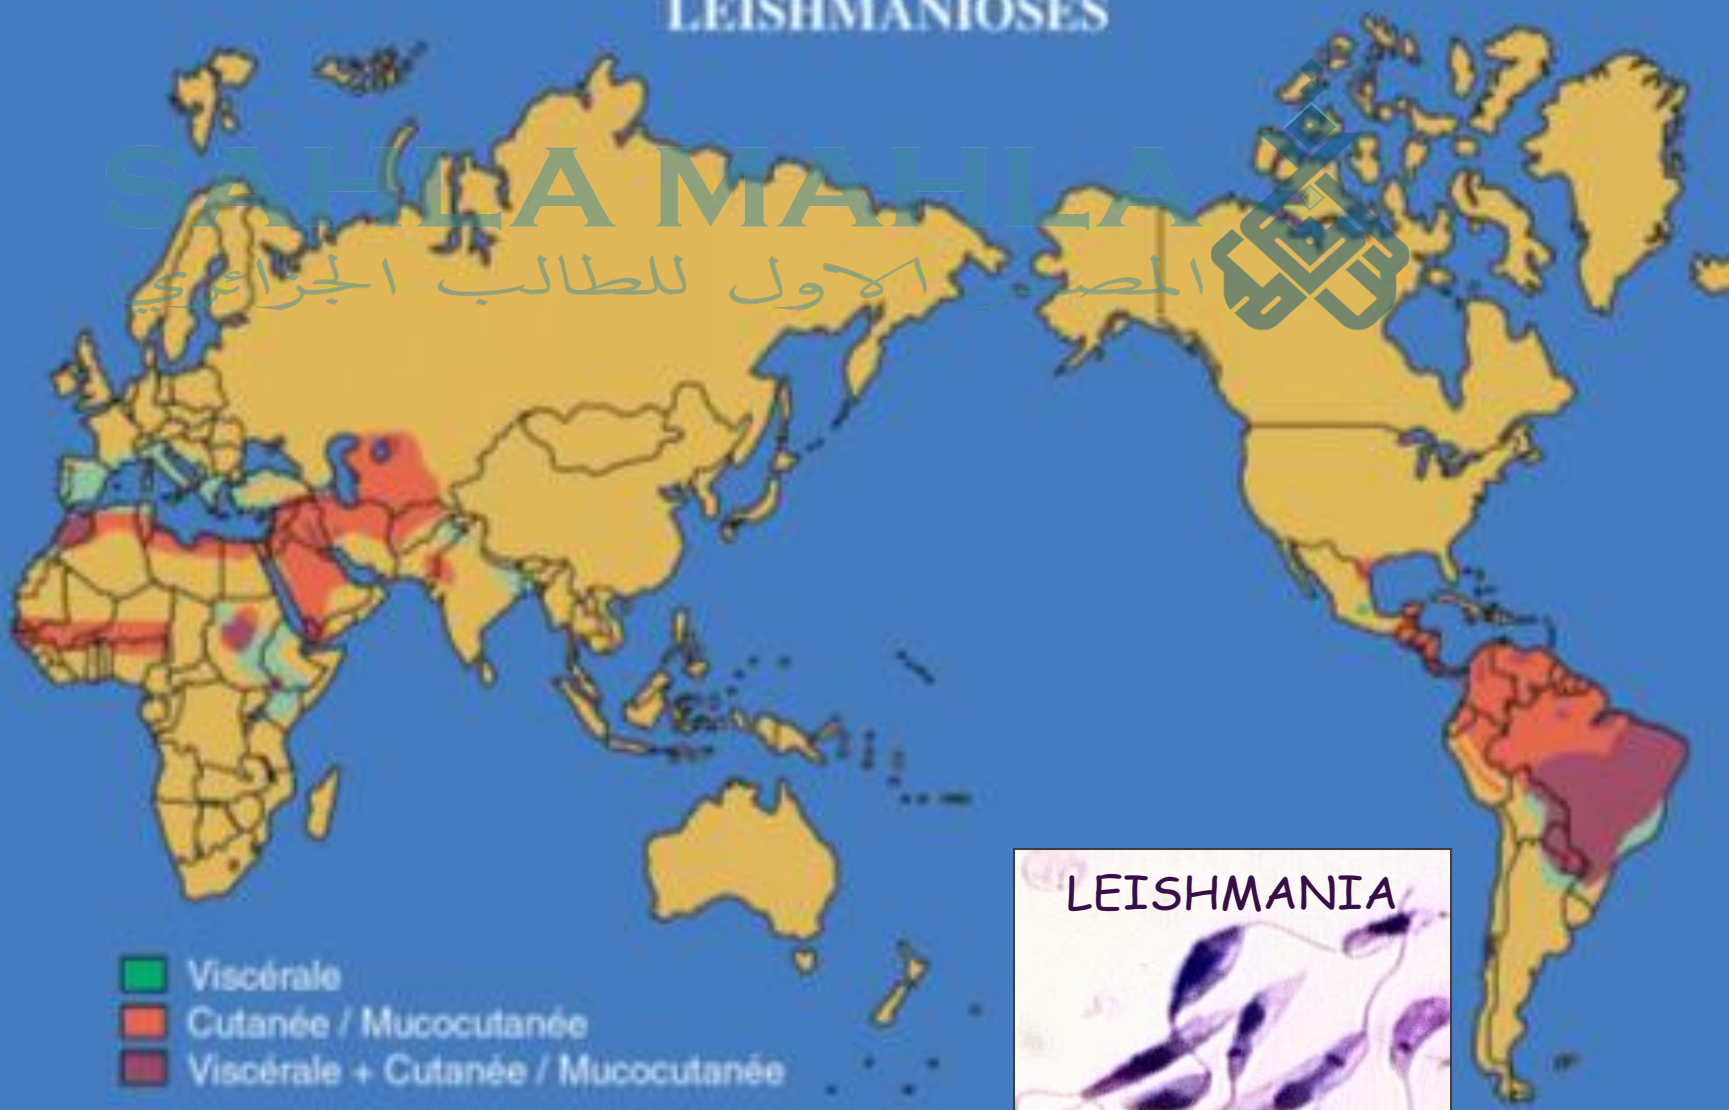 LEISHMANIOSES
SAHLA MAHLA
المصدر الاول للطالب الجزائري
LEISHMANIA
Viscérale
Cutanée / Mucocutanée
Viscérale + Cutanée / Mucocutanée